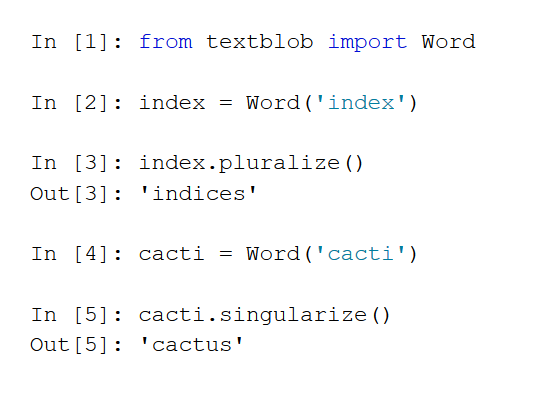 In [1]: from textblob import Word
In [2]: index = Word('index')
In [3]: index.pluralize()
Out[3]: 'indices'
In [4]: cacti = Word('cacti')
In [5]: cacti.singularize()
Out[5]: 'cactus'